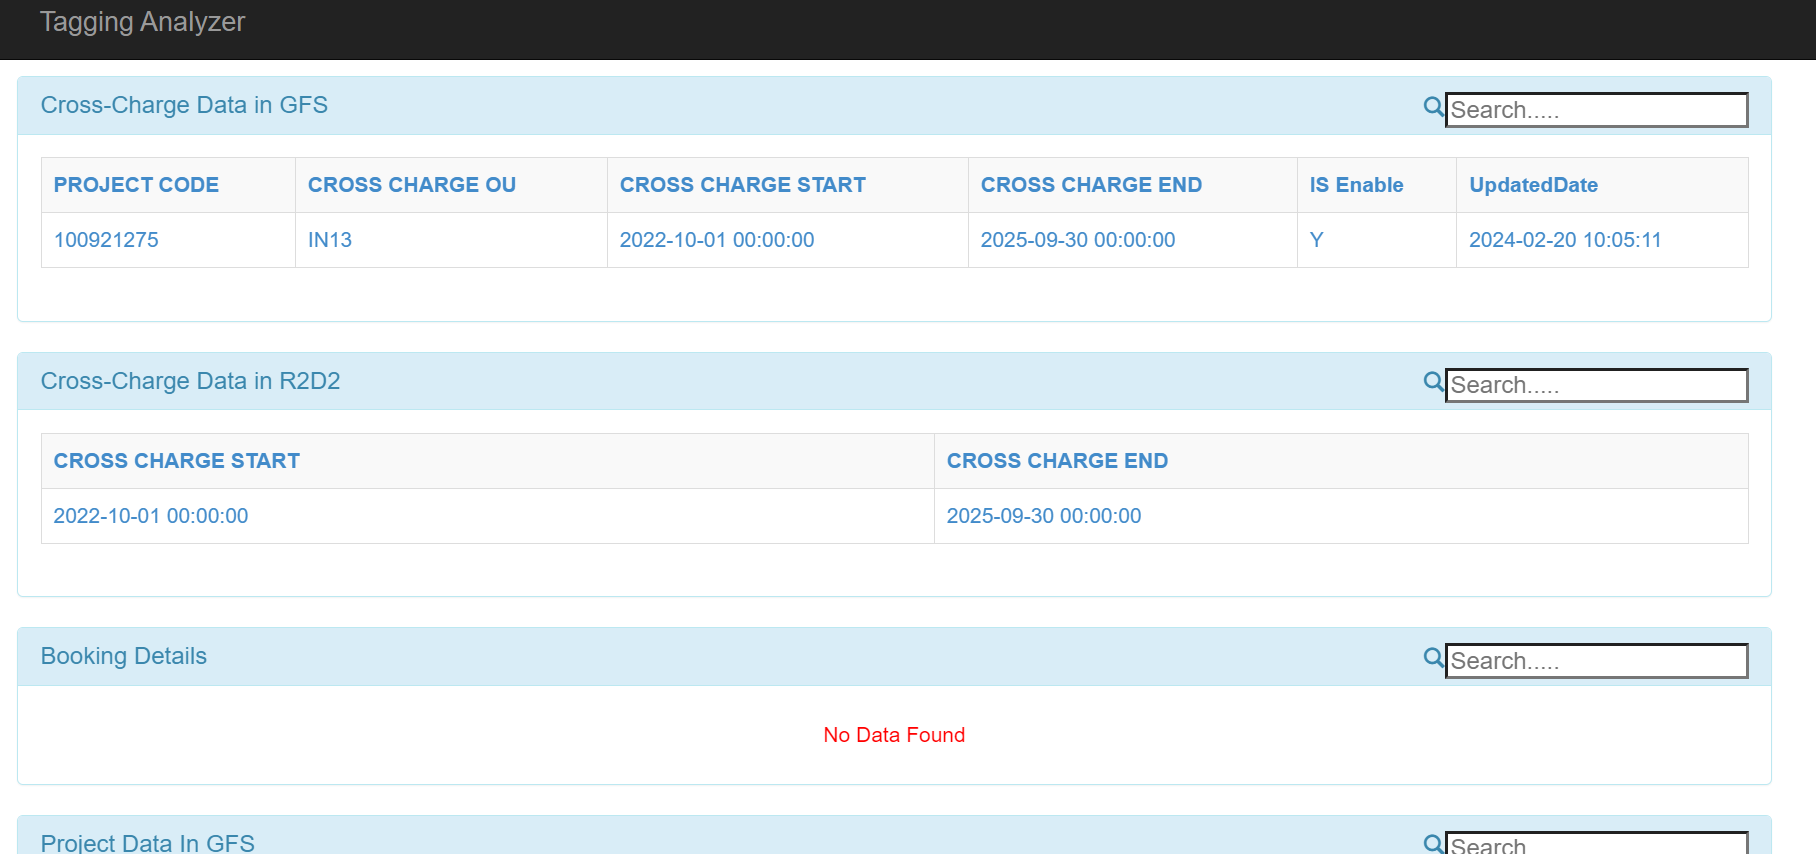 Tagging Analyzer
Cross-Charge Data in GFS
Search.....
PROJECT CODE CROSS CHARGE OU CROSS CHARGE START CROSS CHARGE END IS Enable UpdatedDate
100921275 IN13 2022-10-01 00:00:00 2025-09-30 00:00:00 Y 2024-02-20 10:05:11
Cross-Charge Data in R2D2
Search.....
CROSS CHARGE START CROSS CHARGE END
2022-10-01 00:00:00 2025-09-30 00:00:00
Booking Details
Search.....
No Data Found
Project Data In GFS
Search